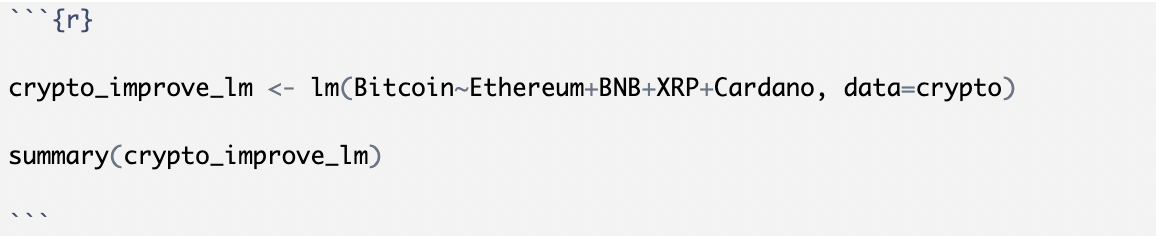 ```{r}
crypto_improve_lm <- lm(Bitcoin~Ethereum+BNB+XRP+Cardano, data=crypto)
summary(crypto_improve_lm)
```